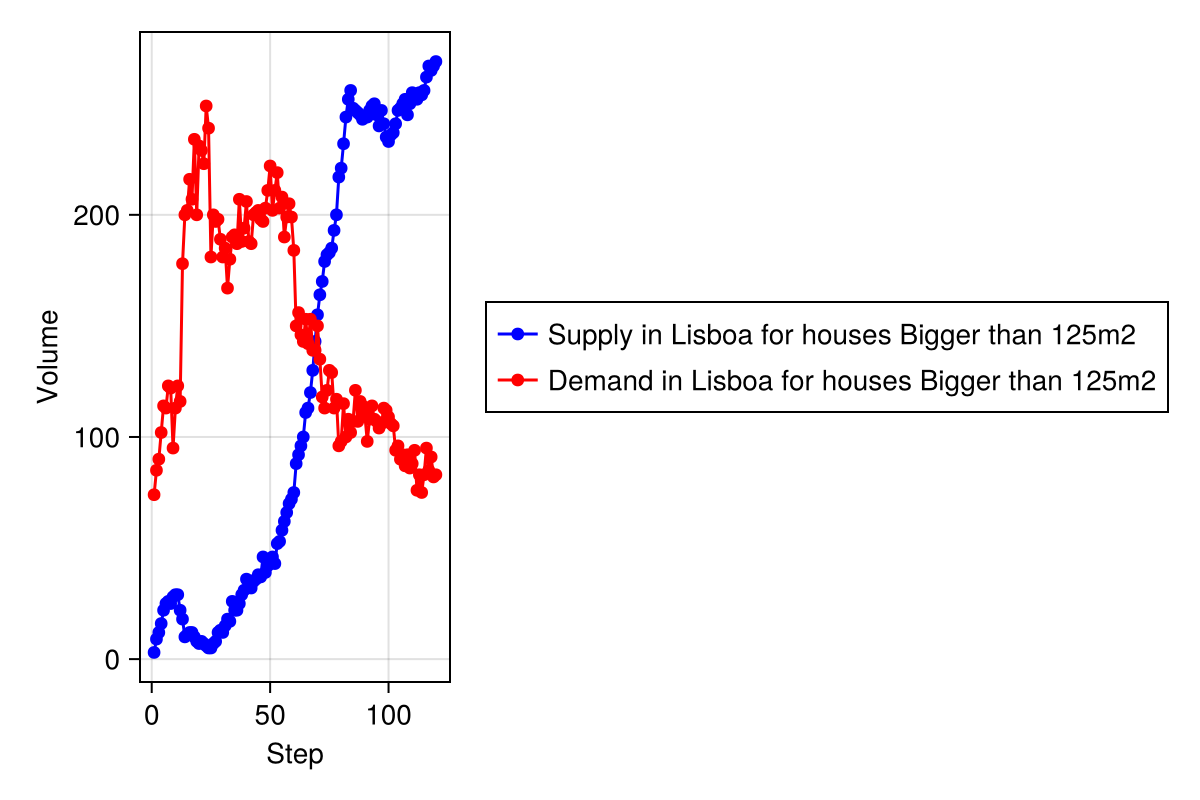 Volume
200
100
0
0 50 100
Step
Supply in Lisboa for houses Bigger than 125m2
Demand in Lisboa for houses Bigger than 125m2